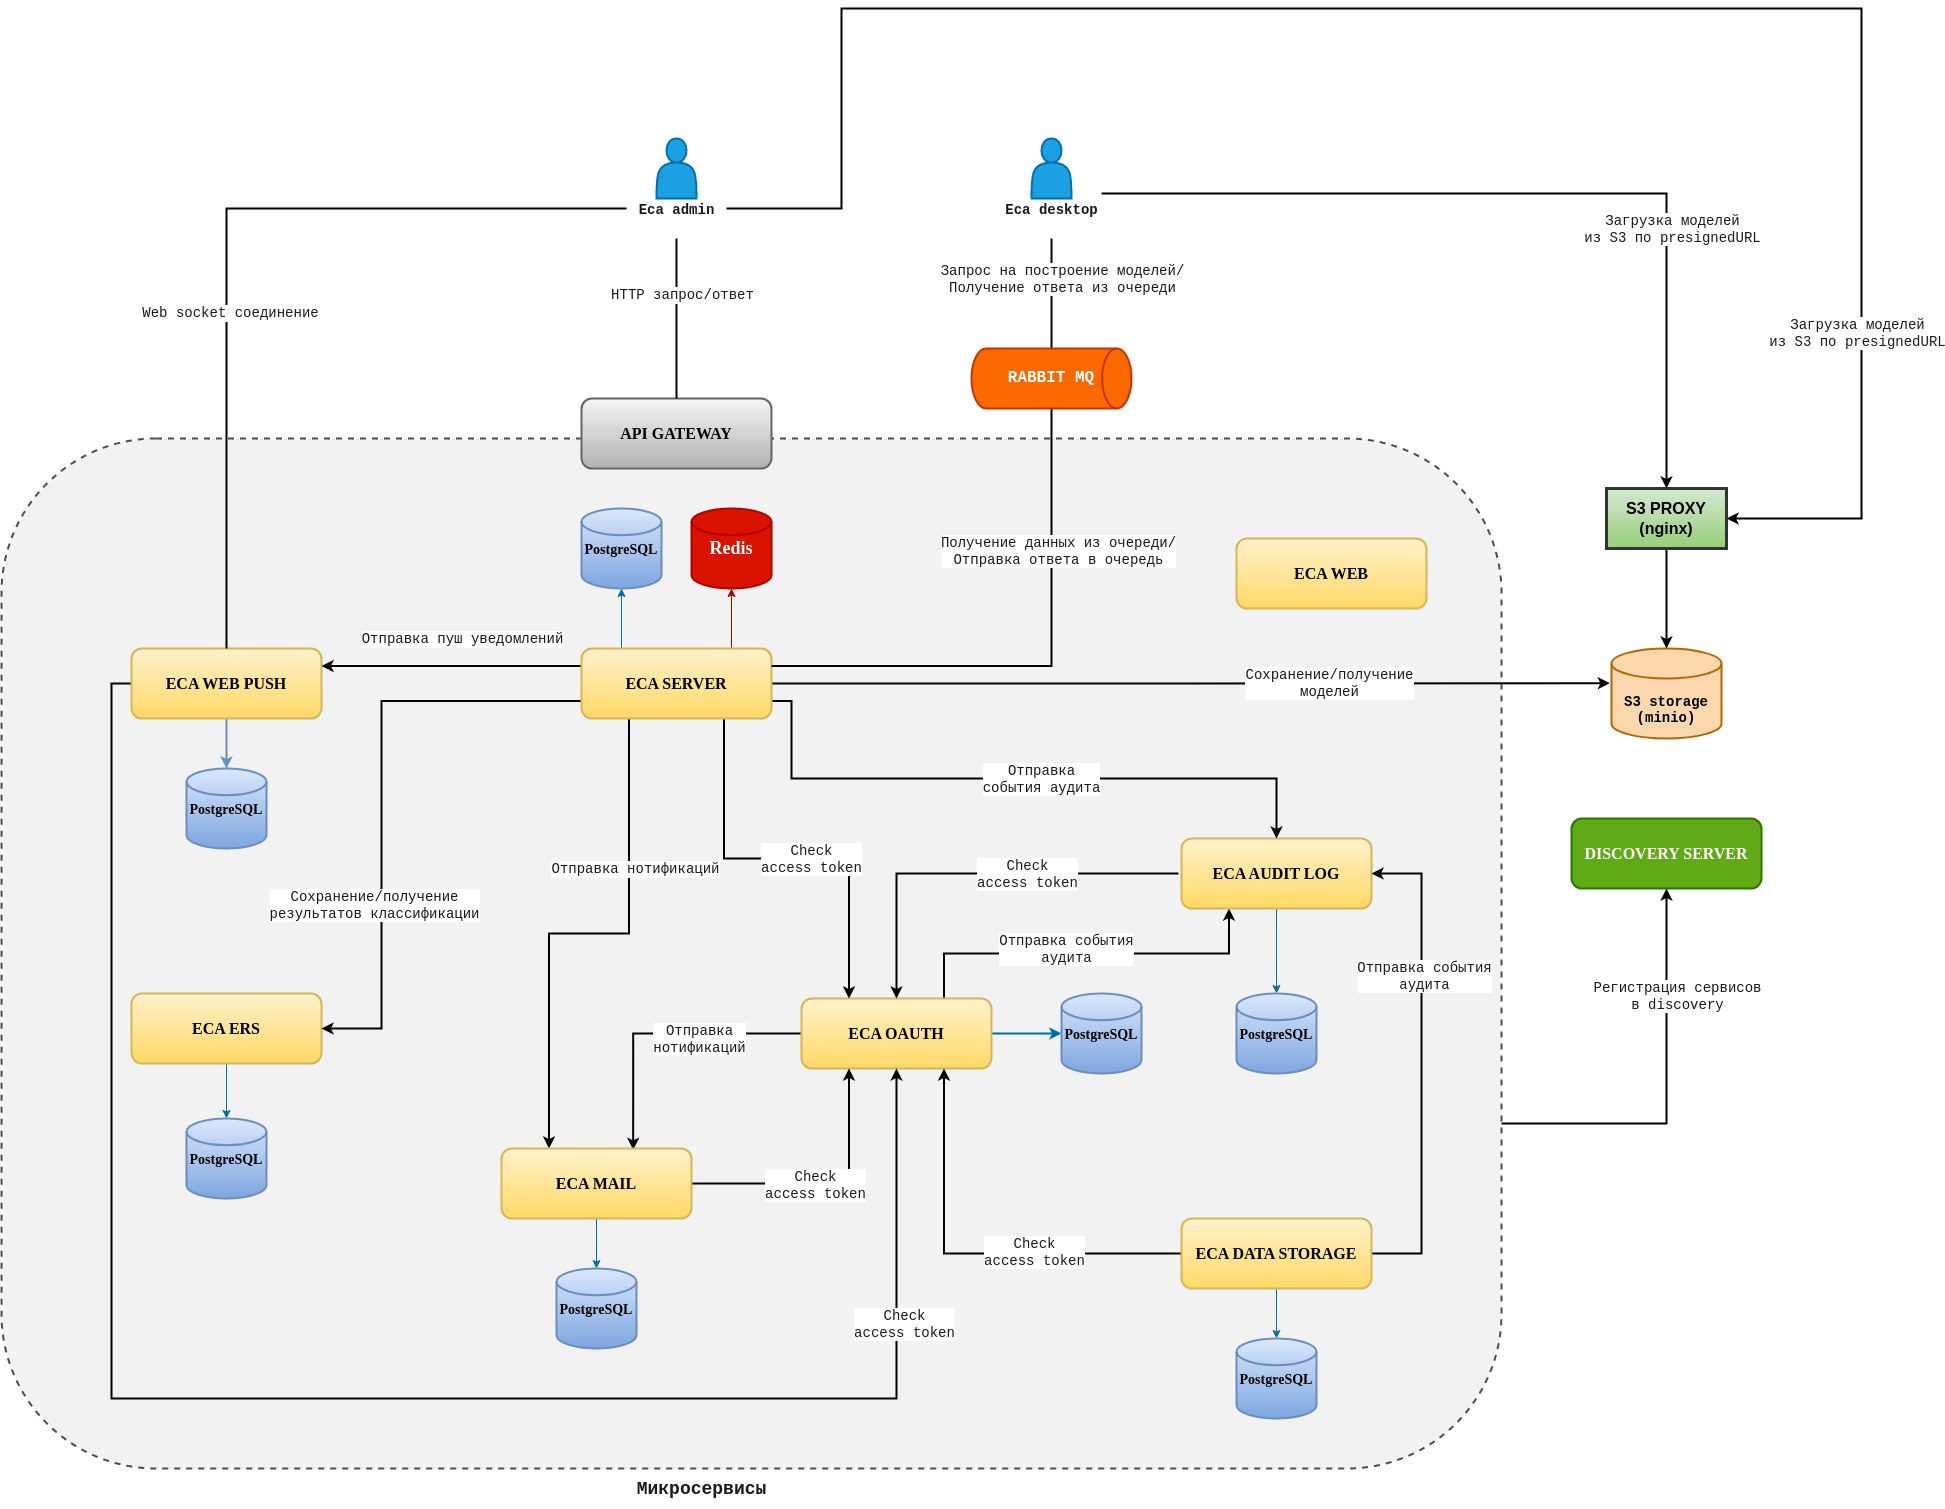 Eca admin
Eca desktop
Загрузка моделей
из S3 по presignedURL
Запрос на построение моделей/
Получение ответа из очереди
HTTP запрос/ответ
Web socket соединение
Загрузка моделей
из S3 по presignedURL
RABBIT MQ
API GATEWAY
S3 PROXY
(nginx)
PostgreSQL
Redis
Получение данных из очереди/
Отправка ответа в очередь
ECA WEB
Отправка пуш уведомлений
ECA WEB PUSH
ECA SERVER
Сохранение/получение
моделей
S3 storage
(minio)
Отправка
события аудита
PostgreSQL
Check
access token
DISCOVERY SERVER
Отправка нотификаций
Check
access token
ECA AUDIT LOG
Сохранение/получение
результатов классификации
Отправка события
аудита
Отправка события
аудита
Регистрация сервисов
в discovery
ECA ERS
Отправка
нотификаций
ECA OAUTH
PostgreSQL
PostgreSQL
PostgreSQL
ECA MAIL
Check
access token
Check
access token
ECA DATA STORAGE
PostgreSQL
Check
access token
PostgreSQL
Микросервисы